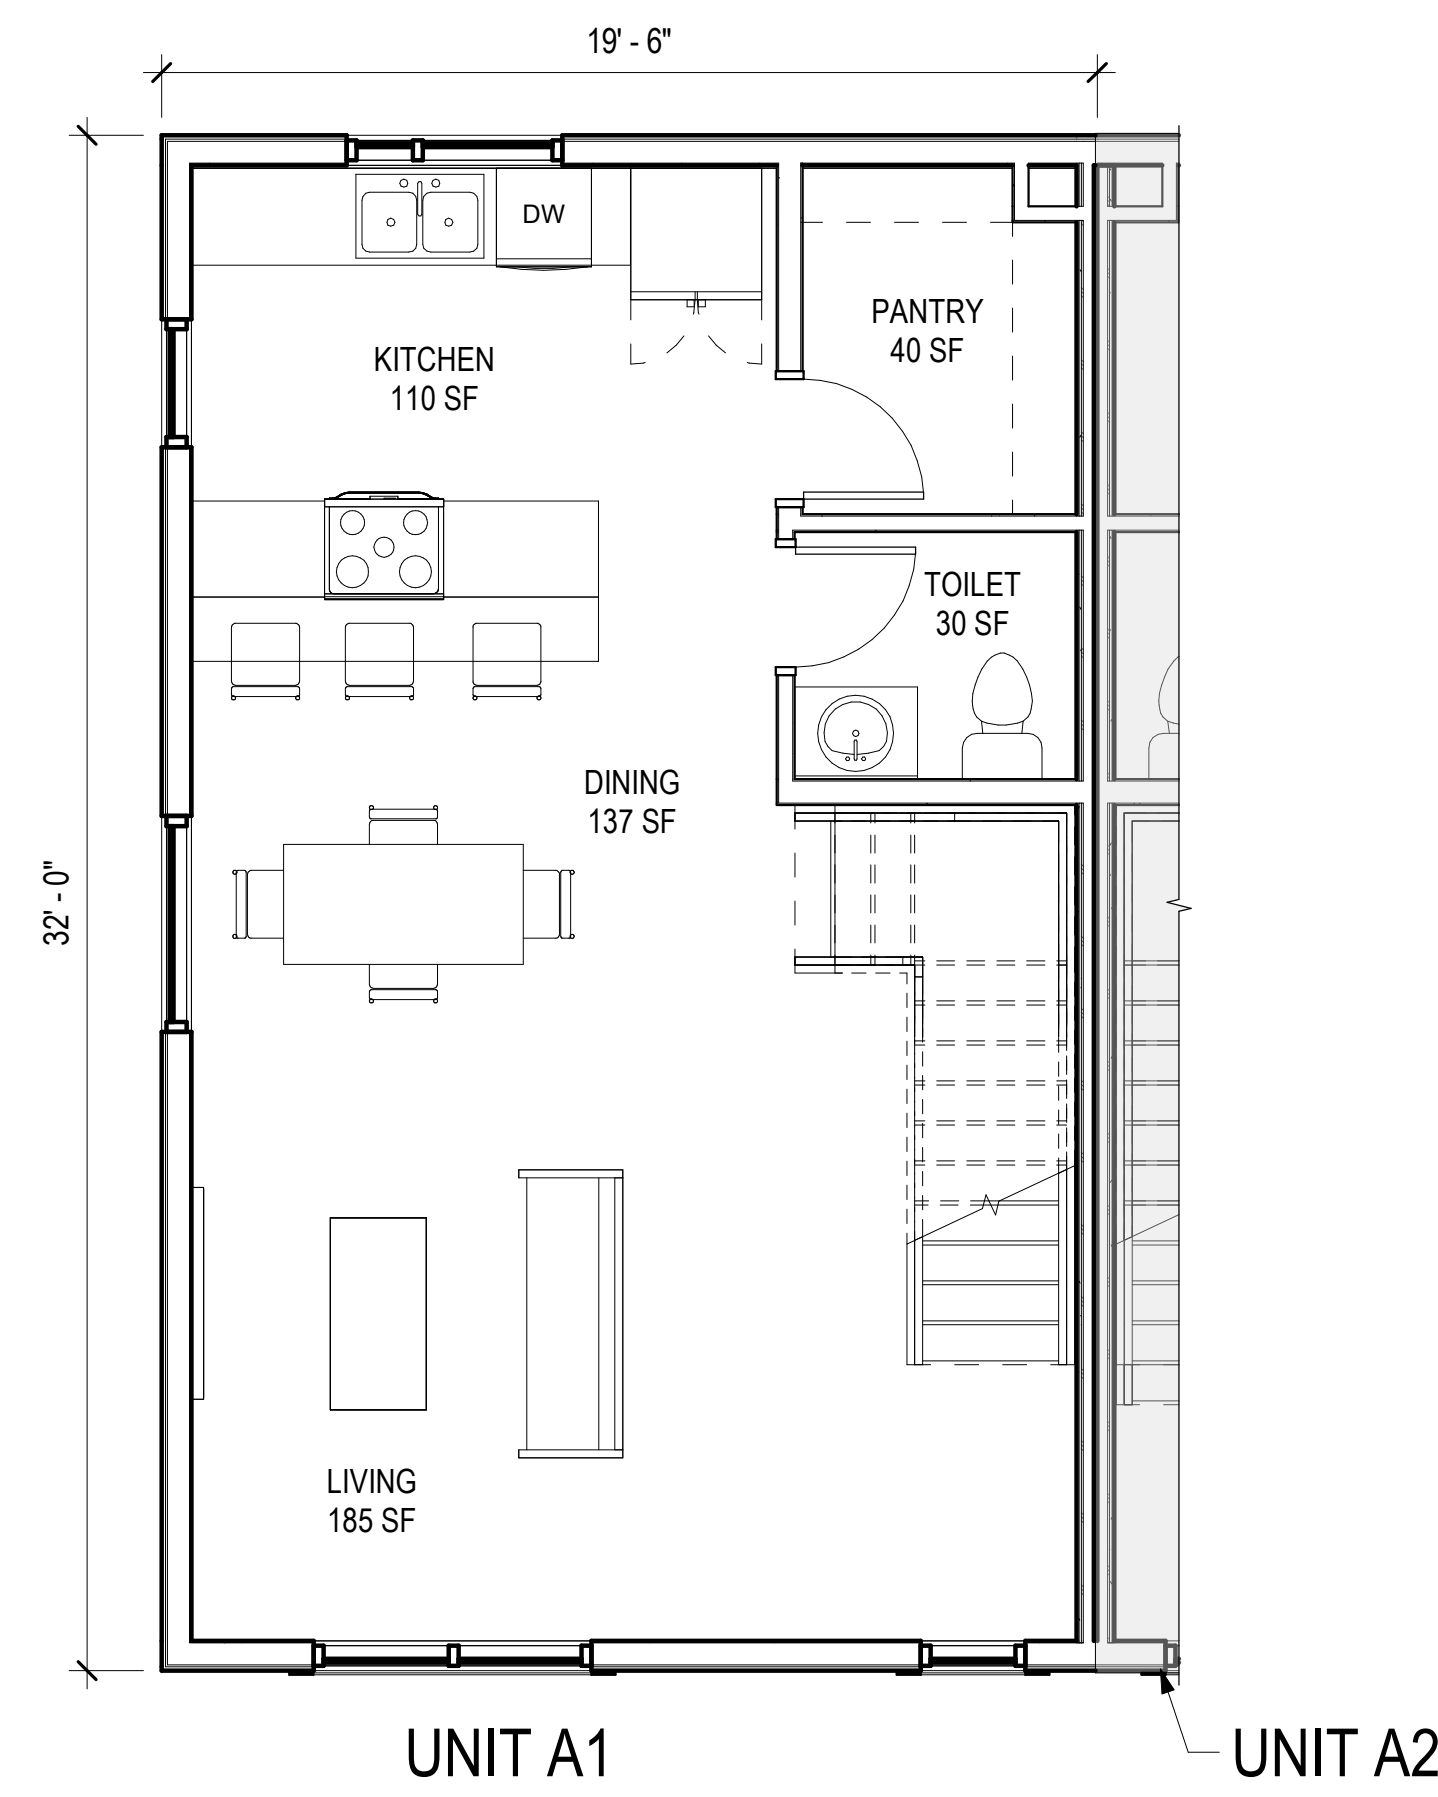 19' - 6"
DW
PANTRY
40 SF
KITCHEN
110 SF
TOILET
30 SF
DINING
137 SF
32' - 0"
LIVING
185 SF
UNIT A1
UNIT A2